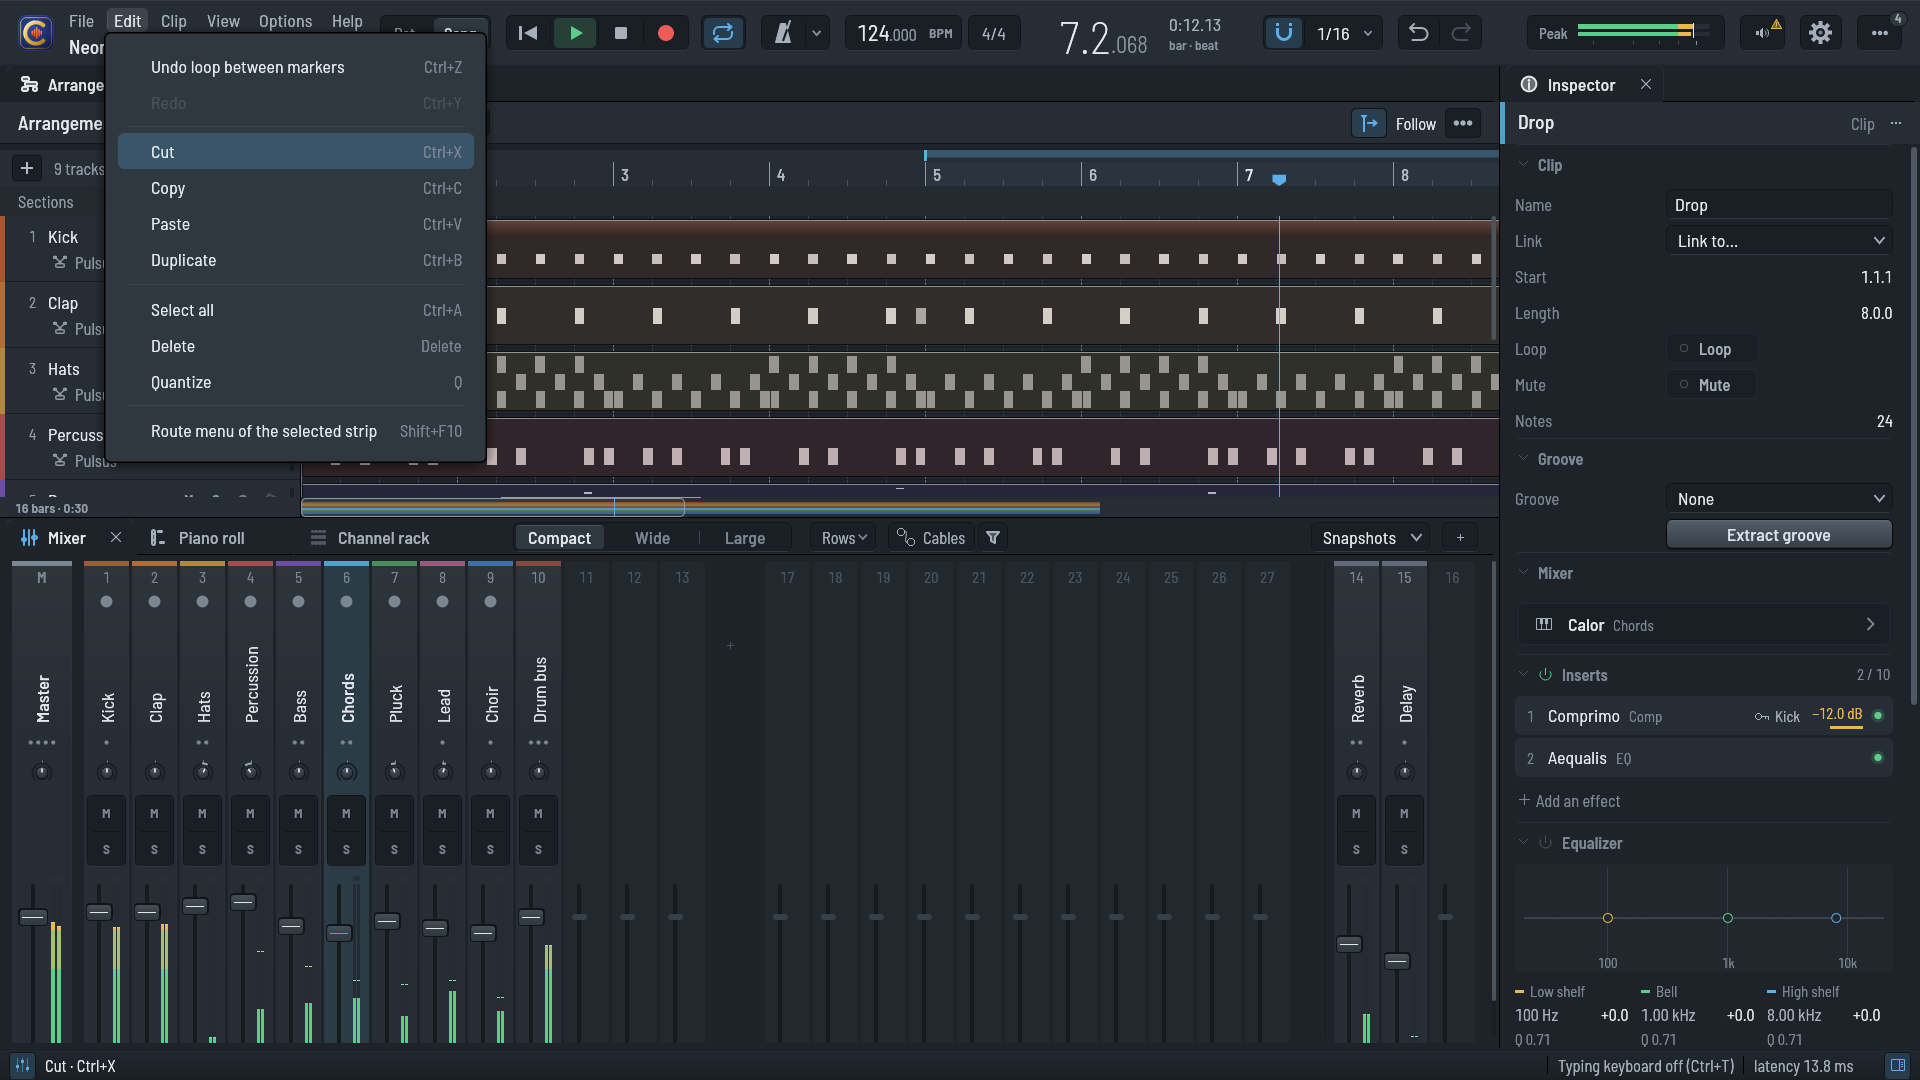 File Edit Clip View Options Help
124.000 BPM
4/4
7.2.068
0:12.13
bar · beat
1/16
Peak
4
Undo loop between markers Ctrl+Z
Redo Ctrl+Y
Cut Ctrl+X
Copy Ctrl+C
Paste Ctrl+V
Duplicate Ctrl+B
Select all Ctrl+A
Delete Delete
Quantize Q
Route menu of the selected strip Shift+F10
Follow
9 tracks
3 4 5 6 7 8
Sections
1 Kick
2 Clap
3 Hats
4
16 bars · 0:30
Mixer
Piano roll
Channel rack
Compact Wide Large
Rows
Cables
Snapshots
+
M 1 2 3 4 5 6 7 8 9 10 11 12 13 17 18 19 20 21 22 23 24 25 26 27 14 15 16
Master Kick Clap Hats Percussion Bass Chords Pluck Lead Choir Drum bus Reverb Delay
M M M M M M M M M M M M
S S S S S S S S S S S S
Inspector
Drop Clip
Clip
Name Drop
Link Link to...
Start 1.1.1
Length 8.0.0
Loop Loop
Mute Mute
Notes 24
Groove
Groove None
Extract groove
Mixer
Calor Chords
Inserts 2 / 10
1 Comprimo Comp Kick −12.0 dB
2 Aequalis EQ
+ Add an effect
Equalizer
100 1k 10k
Low shelf Bell High shelf
100 Hz +0.0 1.00 kHz +0.0 8.00 kHz +0.0
Q 0.71 Q 0.71 Q 0.71
Cut · Ctrl+X
Typing keyboard off (Ctrl+T)
latency 13.8 ms